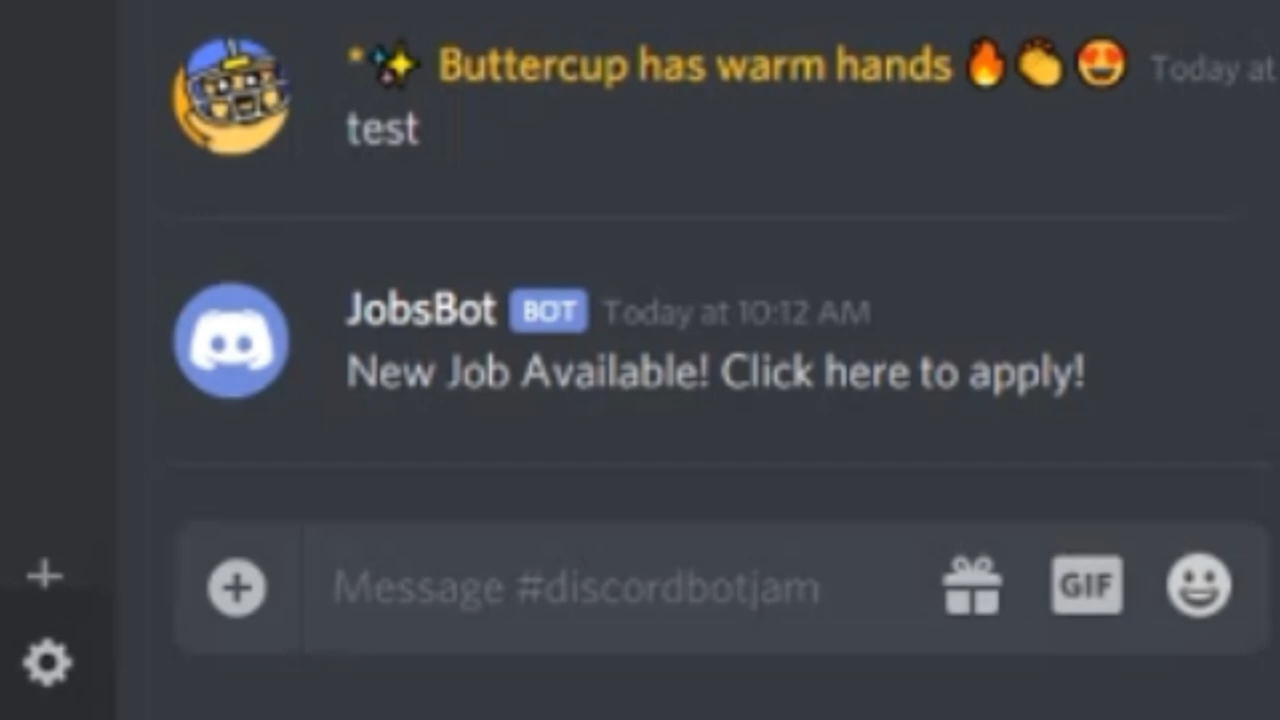 *✨ Buttercup has warm hands 🔥👏😍 Today at
test
JobsBot BOT Today at 10:12 AM
New Job Available! Click here to apply!
Message #discordbotjam GIF